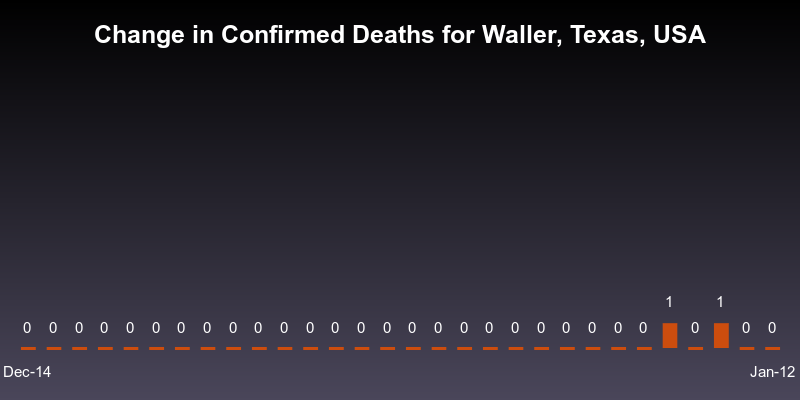 Change in Confirmed Deaths for Waller, Texas, USA
1 1
0 0 0 0 0 0 0 0 0 0 0 0 0 0 0 0 0 0 0 0 0 0 0 0 0 0 0 0
Dec-14 Jan-12